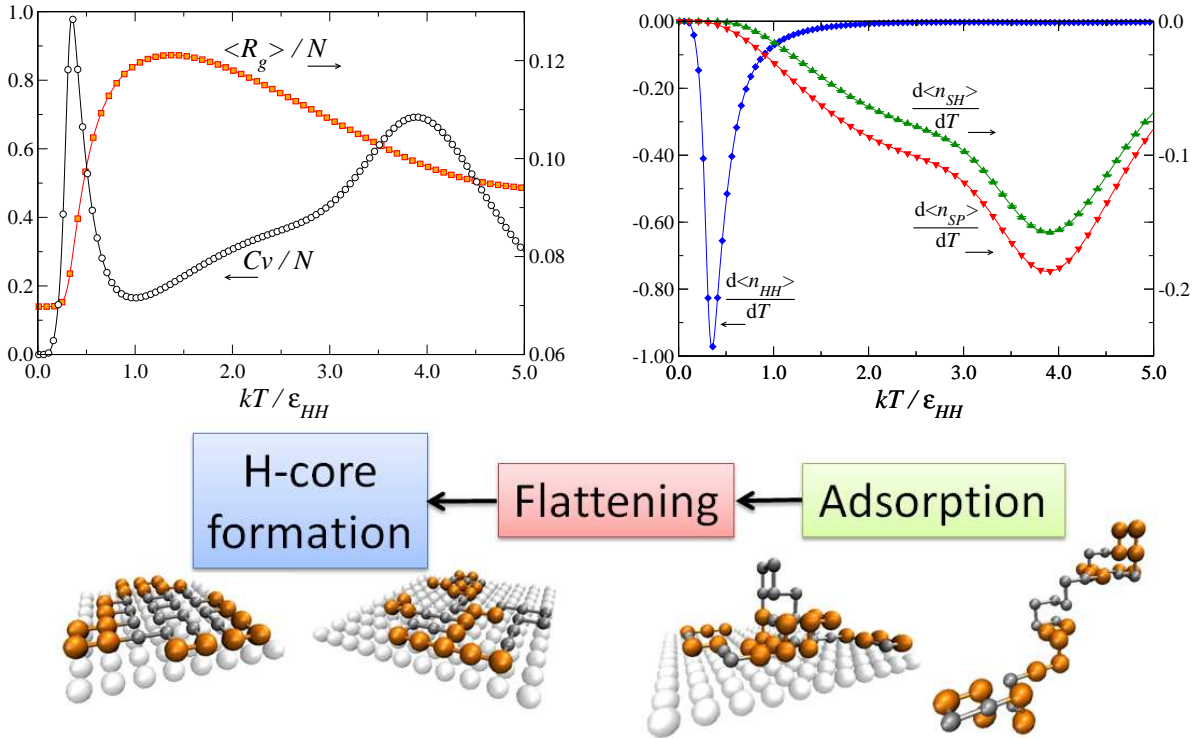 1.0
0.8
0.6
0.4
0.2
0.0
<R_g> / N
Cv / N
0.12
0.10
0.08
0.06
0.0 1.0 2.0 3.0 4.0 5.0
kT / ε_HH
0.00
-0.20
-0.40
-0.60
-0.80
-1.00
d<n_SH>
dT
d<n_SP>
dT
d<n_HH>
dT
0.0
-0.1
-0.2
0.0 1.0 2.0 3.0 4.0 5.0
kT / ε_HH
H-core
formation
Flattening
Adsorption